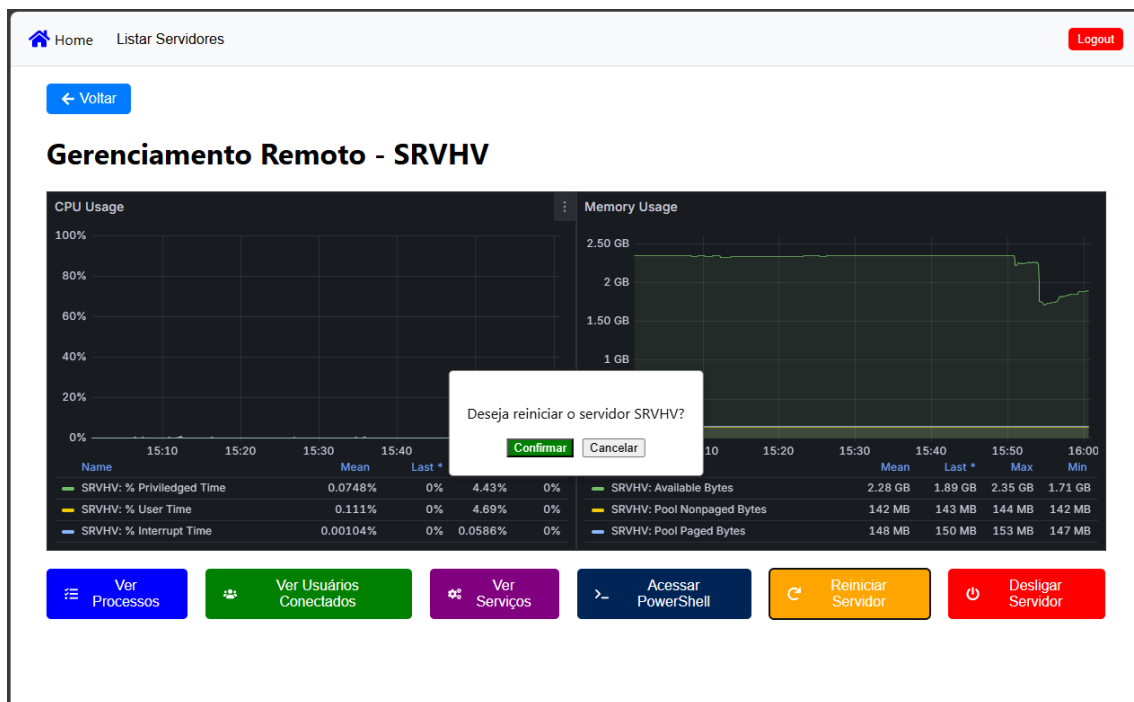 Home Listar Servidores Logout
Voltar
Gerenciamento Remoto - SRVHV
CPU Usage
100%
80%
60%
40%
20%
0%
15:10 15:20 15:30 15:40
Name Mean Last *
SRVHV: % Priviledged Time 0.0748% 0% 4.43% 0%
SRVHV: % User Time 0.111% 0% 4.69% 0%
SRVHV: % Interrupt Time 0.00104% 0% 0.0586% 0%
Memory Usage
2.50 GB
2 GB
1.50 GB
1 GB
15:20 15:30 15:40 15:50 16:00
Mean Last * Max Min
SRVHV: Available Bytes 2.28 GB 1.89 GB 2.35 GB 1.71 GB
SRVHV: Pool Nonpaged Bytes 142 MB 143 MB 144 MB 142 MB
SRVHV: Pool Paged Bytes 148 MB 150 MB 153 MB 147 MB
Deseja reiniciar o servidor SRVHV?
Confirmar Cancelar
Ver
Processos
Ver Usuários
Conectados
Ver
Serviços
Acessar
PowerShell
Reiniciar
Servidor
Desligar
Servidor